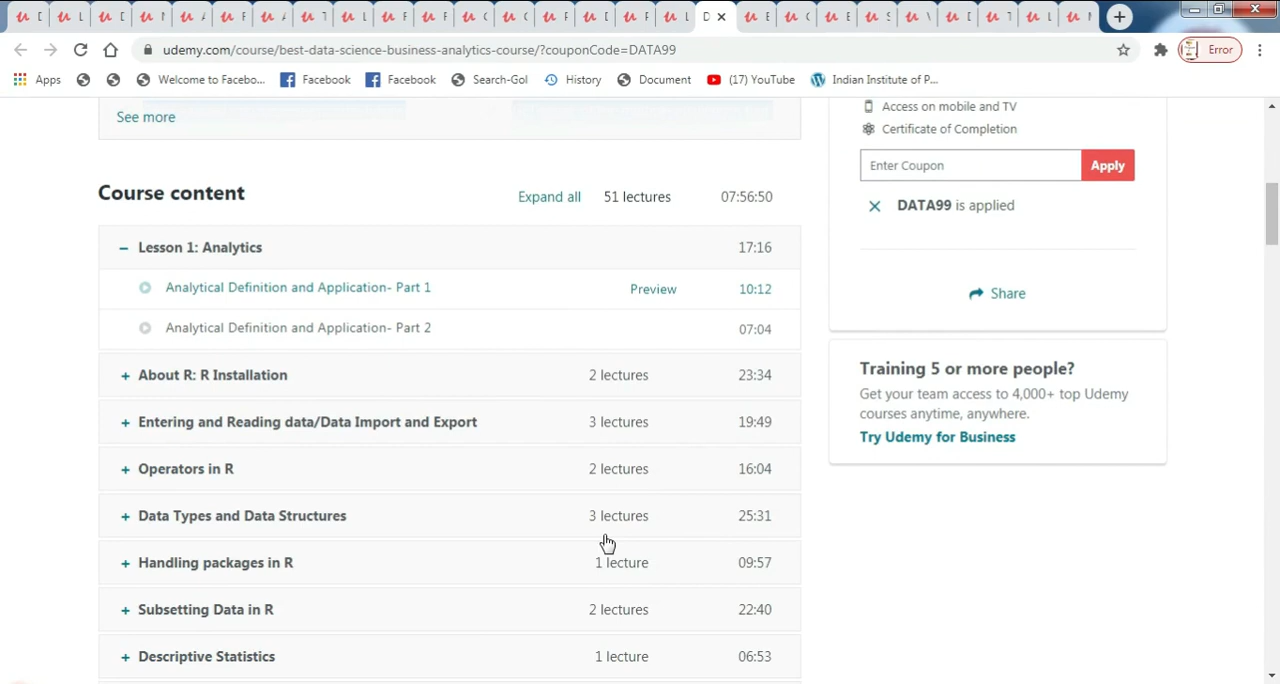 D
udemy.com/course/best-data-science-business-analytics-course/?couponCode=DATA99
Error
Apps
Welcome to Facebo...
Facebook
Facebook
Search-Gol
History
Document
(17) YouTube
Indian Institute of P...
See more
Access on mobile and TV
Certificate of Completion
Enter Coupon
Apply
DATA99 is applied
Share
Training 5 or more people?
Get your team access to 4,000+ top Udemy
courses anytime, anywhere.
Try Udemy for Business
Course content
Expand all 51 lectures 07:56:50
Lesson 1: Analytics 17:16
Analytical Definition and Application- Part 1 Preview 10:12
Analytical Definition and Application- Part 2 07:04
About R: R Installation 2 lectures 23:34
Entering and Reading data/Data Import and Export 3 lectures 19:49
Operators in R 2 lectures 16:04
Data Types and Data Structures 3 lectures 25:31
Handling packages in R 1 lecture 09:57
Subsetting Data in R 2 lectures 22:40
Descriptive Statistics 1 lecture 06:53